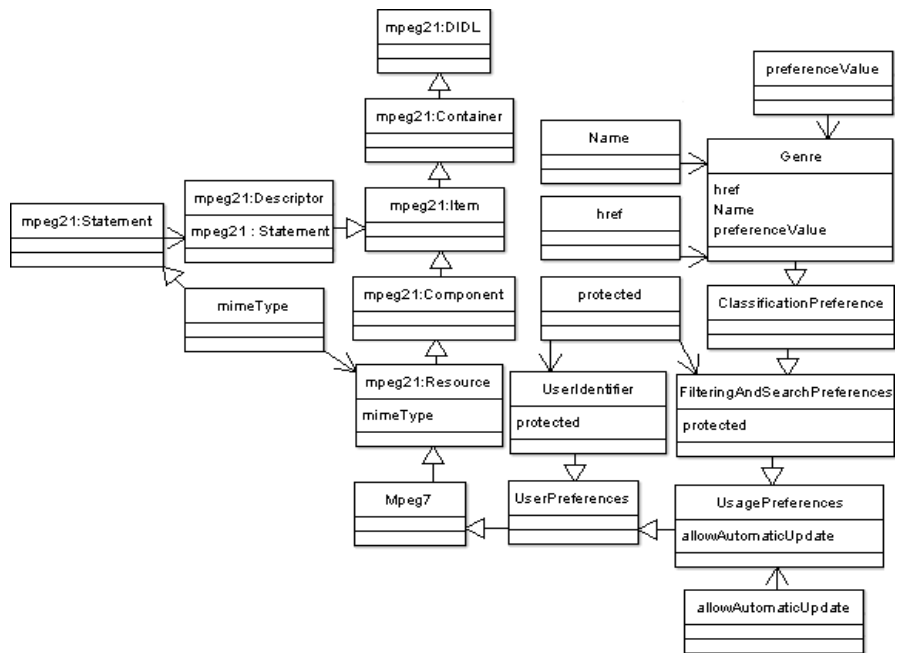 mpeg21:DIDL
preferenceValue
mpeg21:Container
Name
Genre
href
Name
preferenceValue
mpeg21:Descriptor
mpeg21 : Statement
mpeg21:Item
mpeg21:Statement
href
mimeType
mpeg21:Component
protected
ClassificationPreference
mpeg21:Resource
mimeType
UserIdentifier
protected
FilteringAndSearchPreferences
protected
Mpeg7
UserPreferences
UsagePreferences
allowAutomaticUpdate
allowAutomaticUpdate